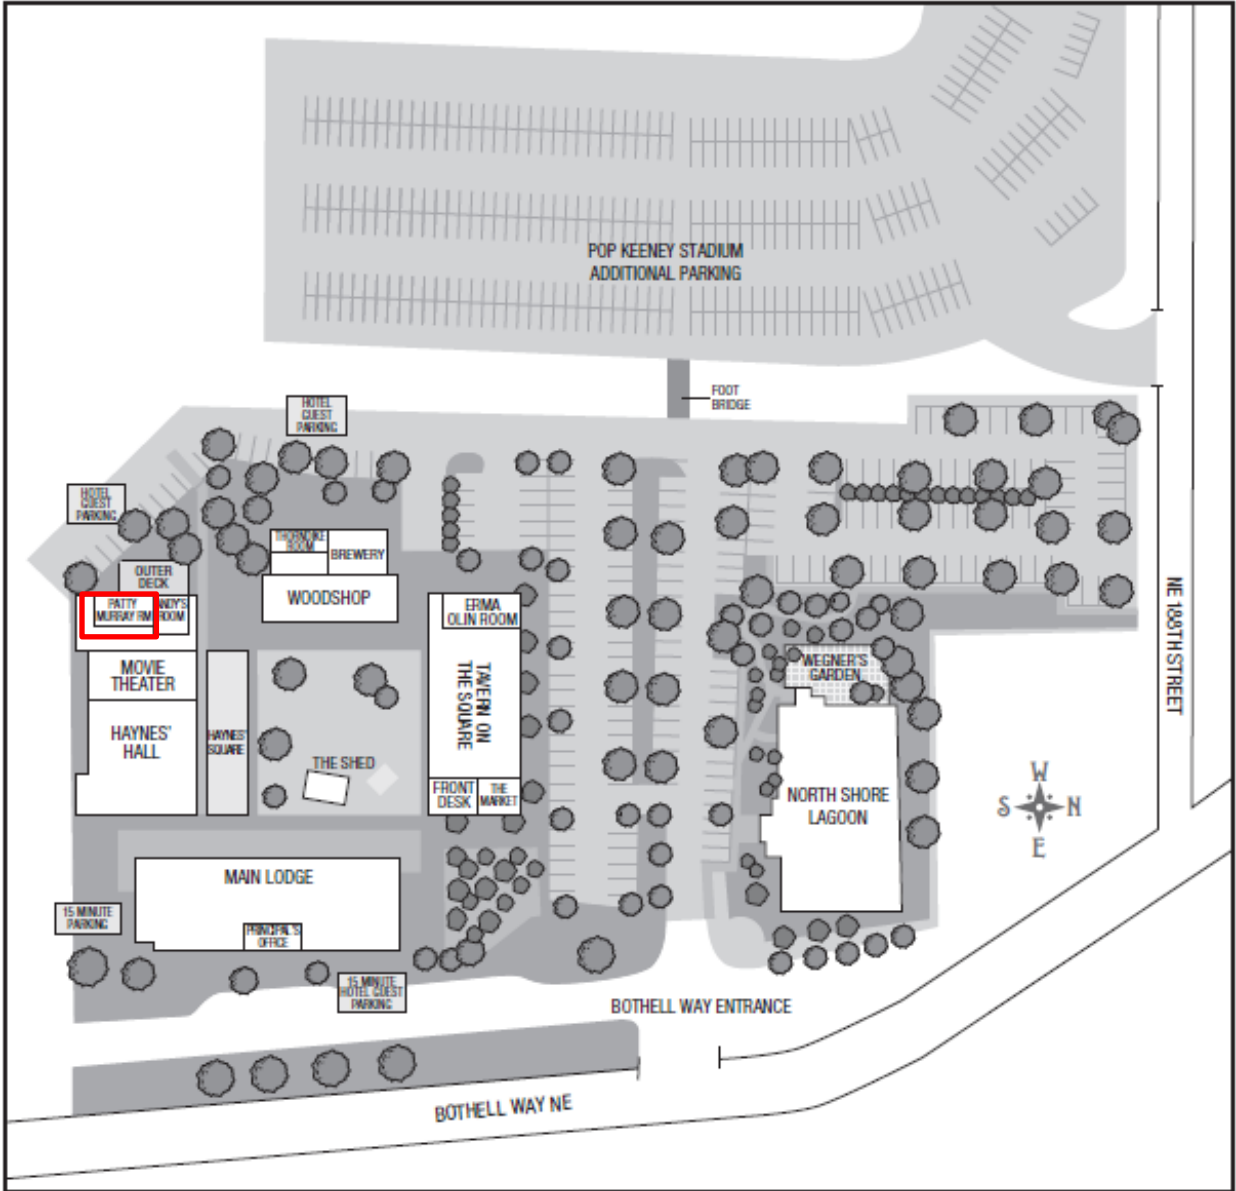 POP KEENEY STADIUM
ADDITIONAL PARKING
FOOT
BRIDGE
HOTEL
GUEST
PARKING
HOTEL
GUEST
PARKING
OUTER
DECK
PATTY
MURRAY RM
ROOM
THORNDIKE
ROOM
BREWERY
WOODSHOP
ERMA
OLIN ROOM
TAVERN ON
THE SQUARE
MOVIE
THEATER
HAYNES'
HALL
HAYNES'
SQUARE
THE SHED
FRONT
DESK
THE
MARKET
WEGNER'S
GARDEN
NORTH SHORE
LAGOON
NE 188TH STREET
W
S
N
E
MAIN LODGE
PRINCIPAL'S
OFFICE
15 MINUTE
PARKING
15 MINUTE
HOTEL GUEST
PARKING
BOTHELL WAY ENTRANCE
BOTHELL WAY NE